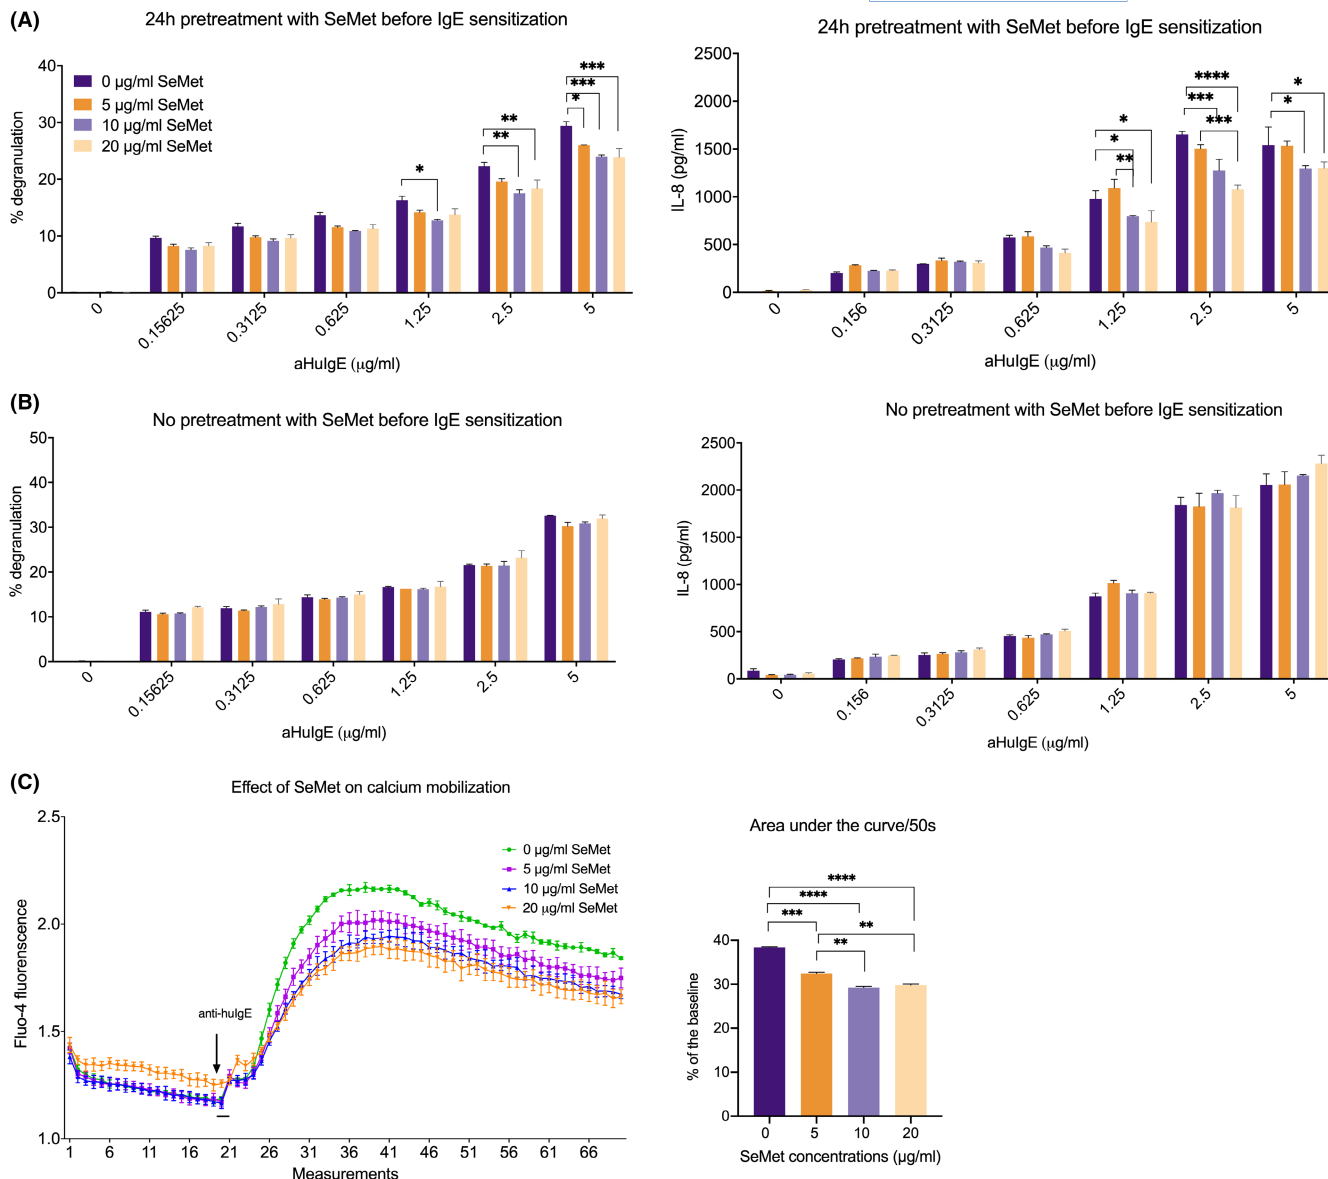 (A)
24h pretreatment with SeMet before IgE sensitization
% degranulation
40
30
20
10
0
0 µg/ml SeMet
5 µg/ml SeMet
10 µg/ml SeMet
20 µg/ml SeMet
*
**
**
*
***
***
0
0.15625
0.3125
0.625
1.25
2.5
5
aHuIgE (µg/ml)
24h pretreatment with SeMet before IgE sensitization
IL-8 (pg/ml)
2500
2000
1500
1000
500
0
*
*
**
****
***
***
*
*
0
0.156
0.3125
0.625
1.25
2.5
5
aHuIgE (µg/ml)
(B)
No pretreatment with SeMet before IgE sensitization
% degranulation
50
40
30
20
10
0
0
0.15625
0.3125
0.625
1.25
2.5
5
aHuIgE (µg/ml)
No pretreatment with SeMet before IgE sensitization
IL-8 (pg/ml)
2500
2000
1500
1000
500
0
0
0.156
0.3125
0.625
1.25
2.5
5
aHuIgE (µg/ml)
(C)
Effect of SeMet on calcium mobilization
Fluo-4 fluorenscence
2.5
2.0
1.5
1.0
0 µg/ml SeMet
5 µg/ml SeMet
10 µg/ml SeMet
20 µg/ml SeMet
anti-huIgE
1 6 11 16 21 26 31 36 41 46 51 56 61 66
Measurements
Area under the curve/50s
% of the baseline
40
30
20
10
0
****
****
***
**
**
0 5 10 20
SeMet concentrations (µg/ml)